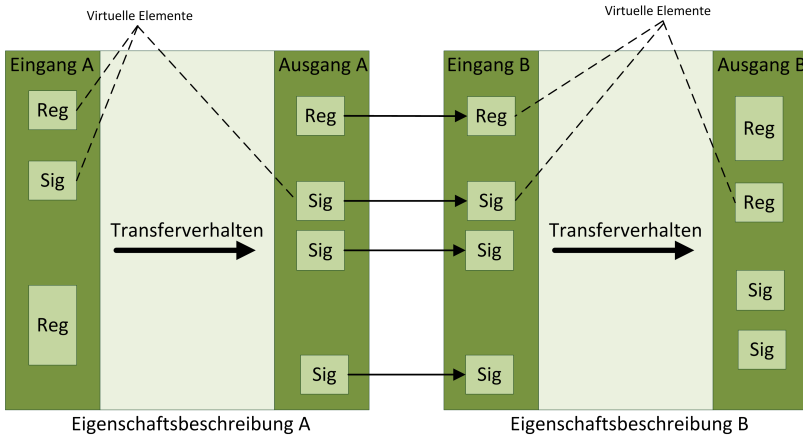 Virtuelle Elemente
Virtuelle Elemente
Eingang A
Ausgang A
Eingang B
Ausgang B
Reg
Reg
Reg
Reg
Sig
Sig
Sig
Reg
Transferverhalten
Sig
Sig
Transferverhalten
Reg
Sig
Sig
Sig
Sig
Eigenschaftsbeschreibung A
Eigenschaftsbeschreibung B